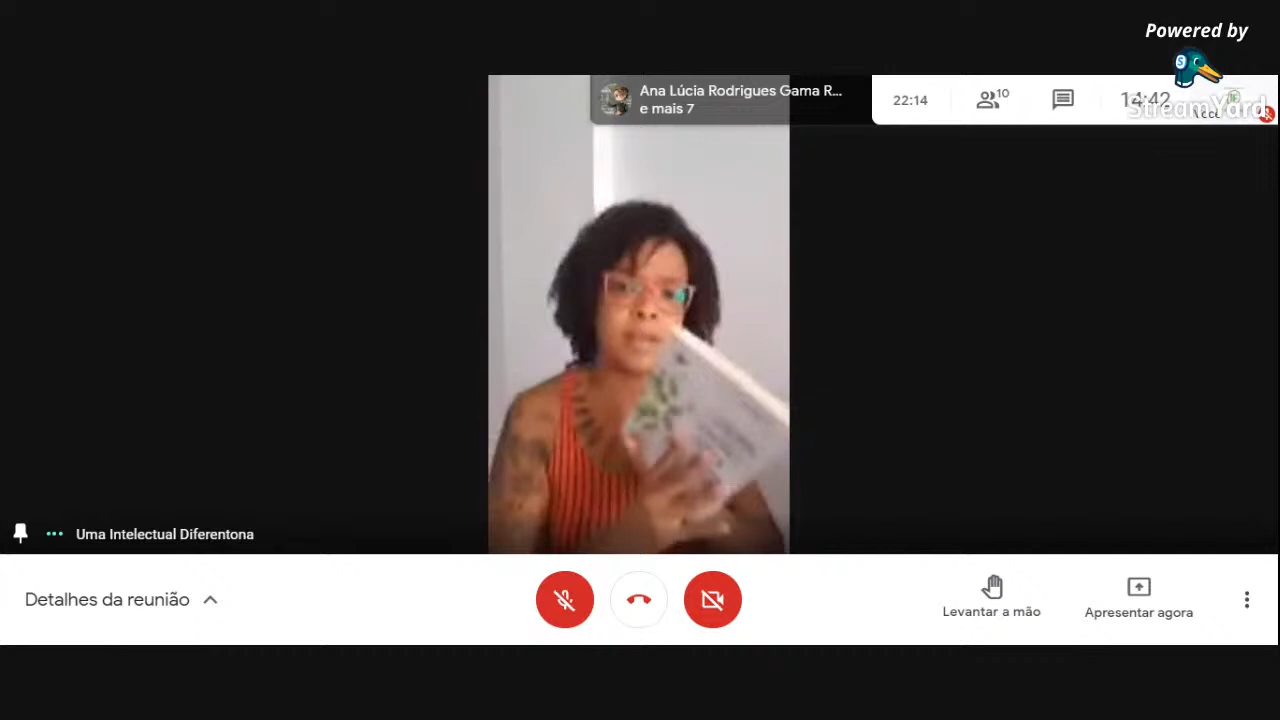 Powered by
StreamYard
Ana Lúcia Rodrigues Gama R...
e mais 7
22:14
10
14:42
Uma Intelectual Diferentona
Detalhes da reunião
Levantar a mão
Apresentar agora